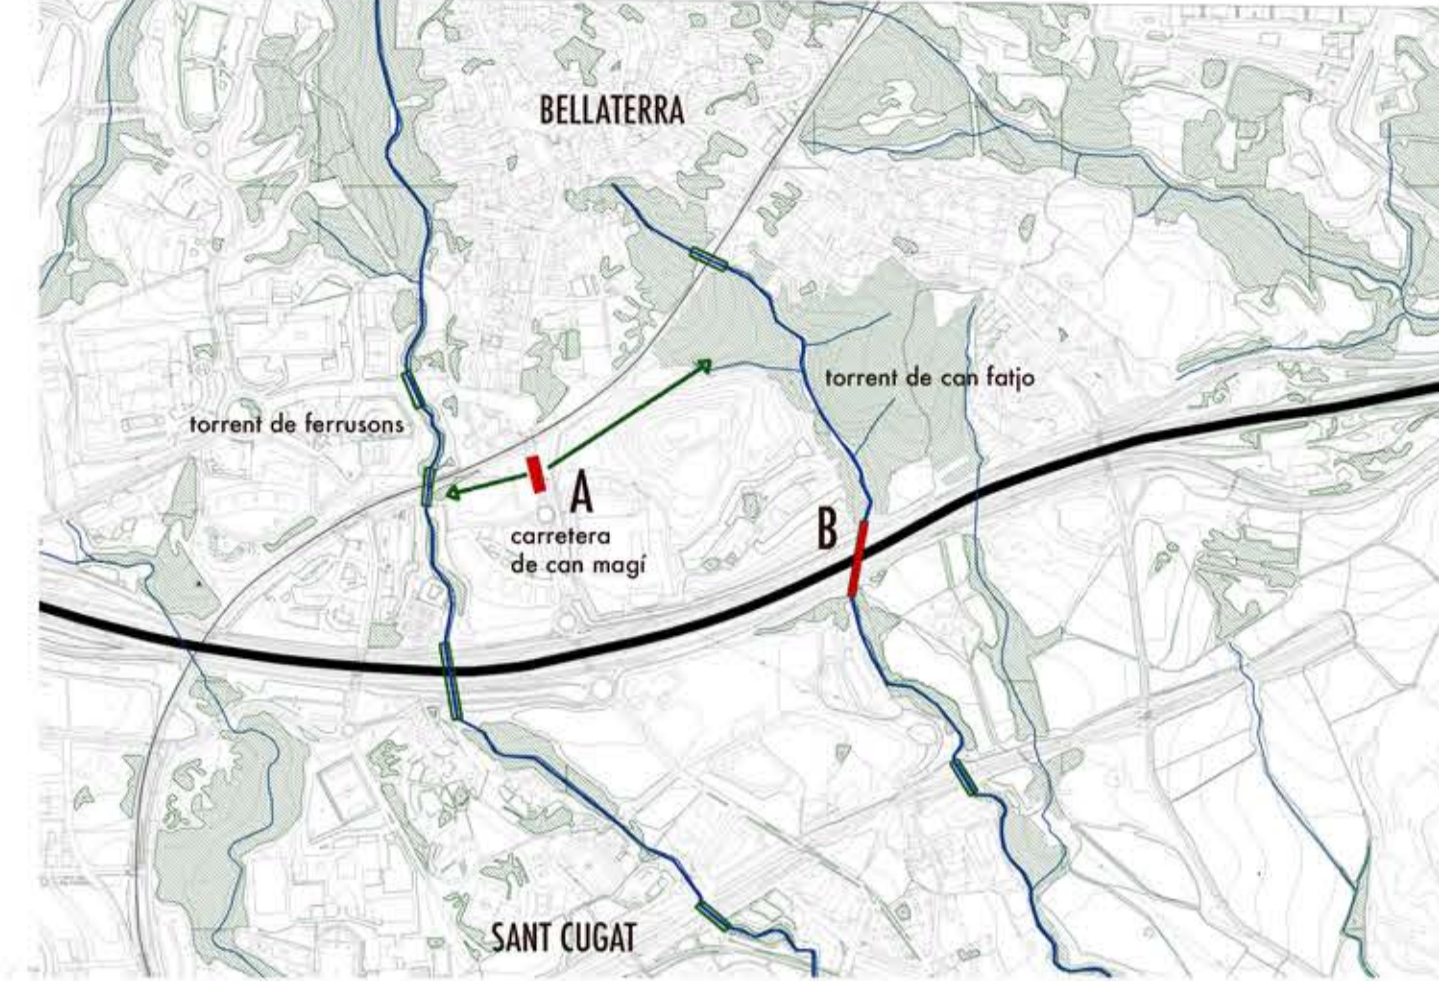 BELLATERRA
torrent de can fatjo
torrent de ferrusons
A
carretera
de can magí
B
SANT CUGAT